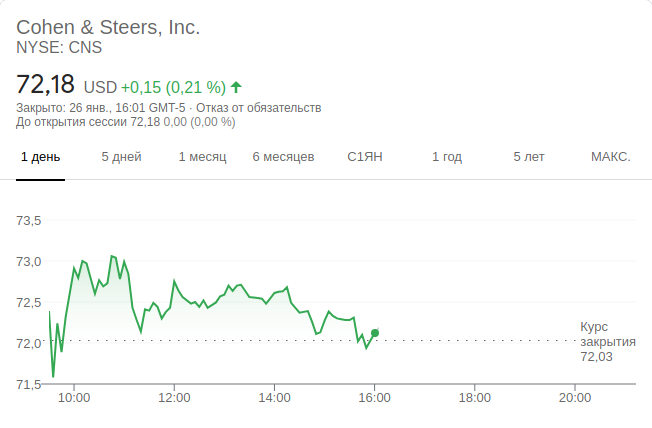 Cohen & Steers, Inc.
NYSE: CNS
72,18 USD +0,15 (0,21 %)
Закрыто: 26 янв., 16:01 GMT-5 · Отказ от обязательств
До открытия сессии 72,18 0,00 (0,00 %)
1 день 5 дней 1 месяц 6 месяцев С1ЯН 1 год 5 лет МАКС.
73,5
73,0
72,5
72,0
71,5
Курс
закрытия
72,03
10:00 12:00 14:00 16:00 18:00 20:00